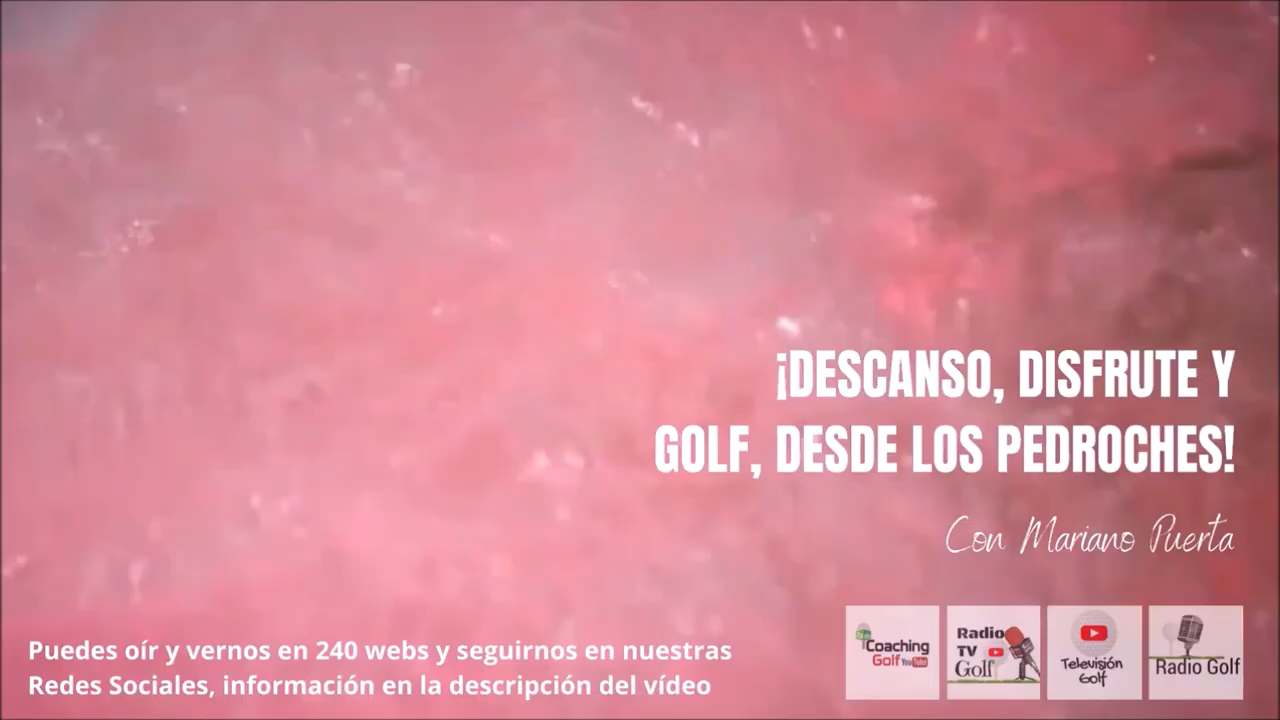 ¡DESCANSO, DISFRUTE Y
GOLF, DESDE LOS PEDROCHES!
Con Mariano Puerta
Puedes oír y vernos en 240 webs y seguirnos en nuestras
Redes Sociales, información en la descripción del vídeo
Coaching
Golf YouTube
Radio
TV
Golf
Televisión
Golf
Radio Golf